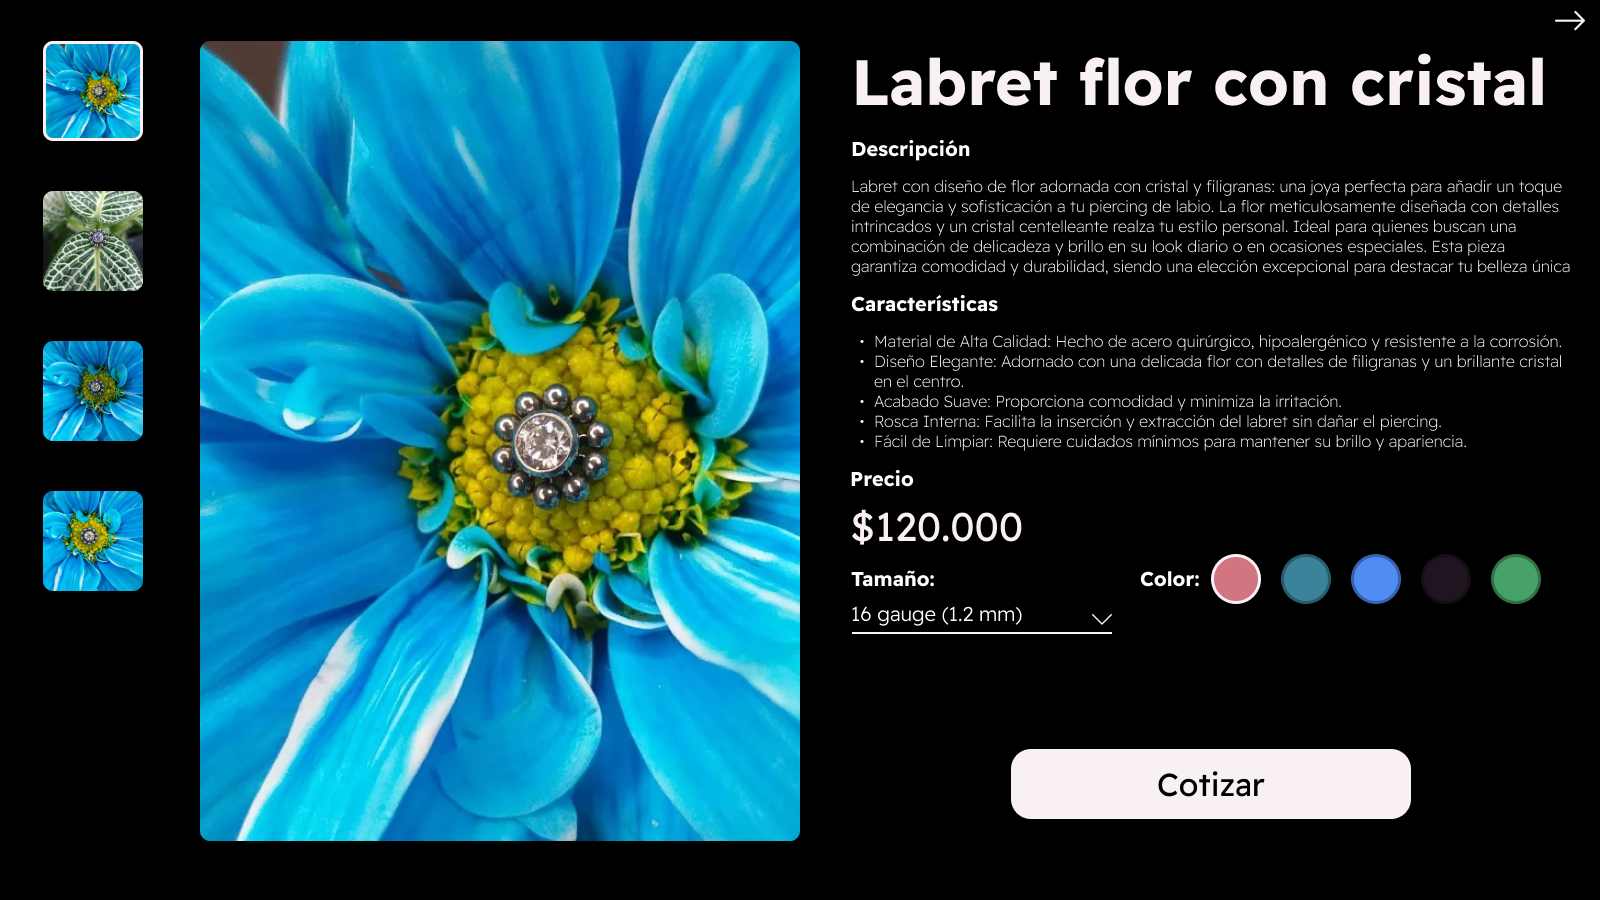 Labret flor con cristal
Descripción
Labret con diseño de flor adornada con cristal y filigranas: una joya perfecta para añadir un toque
de elegancia y sofisticación a tu piercing de labio. La flor meticulosamente diseñada con detalles
intrincados y un cristal centelleante realza tu estilo personal. Ideal para quienes buscan una
combinación de delicadeza y brillo en su look diario o en ocasiones especiales. Esta pieza
garantiza comodidad y durabilidad, siendo una elección excepcional para destacar tu belleza única
Características
• Material de Alta Calidad: Hecho de acero quirúrgico, hipoalergénico y resistente a la corrosión.
• Diseño Elegante: Adornado con una delicada flor con detalles de filigranas y un brillante cristal
en el centro.
• Acabado Suave: Proporciona comodidad y minimiza la irritación.
• Rosca Interna: Facilita la inserción y extracción del labret sin dañar el piercing.
• Fácil de Limpiar: Requiere cuidados mínimos para mantener su brillo y apariencia.
Precio
$120.000
Tamaño:
16 gauge (1.2 mm)
Color:
Cotizar